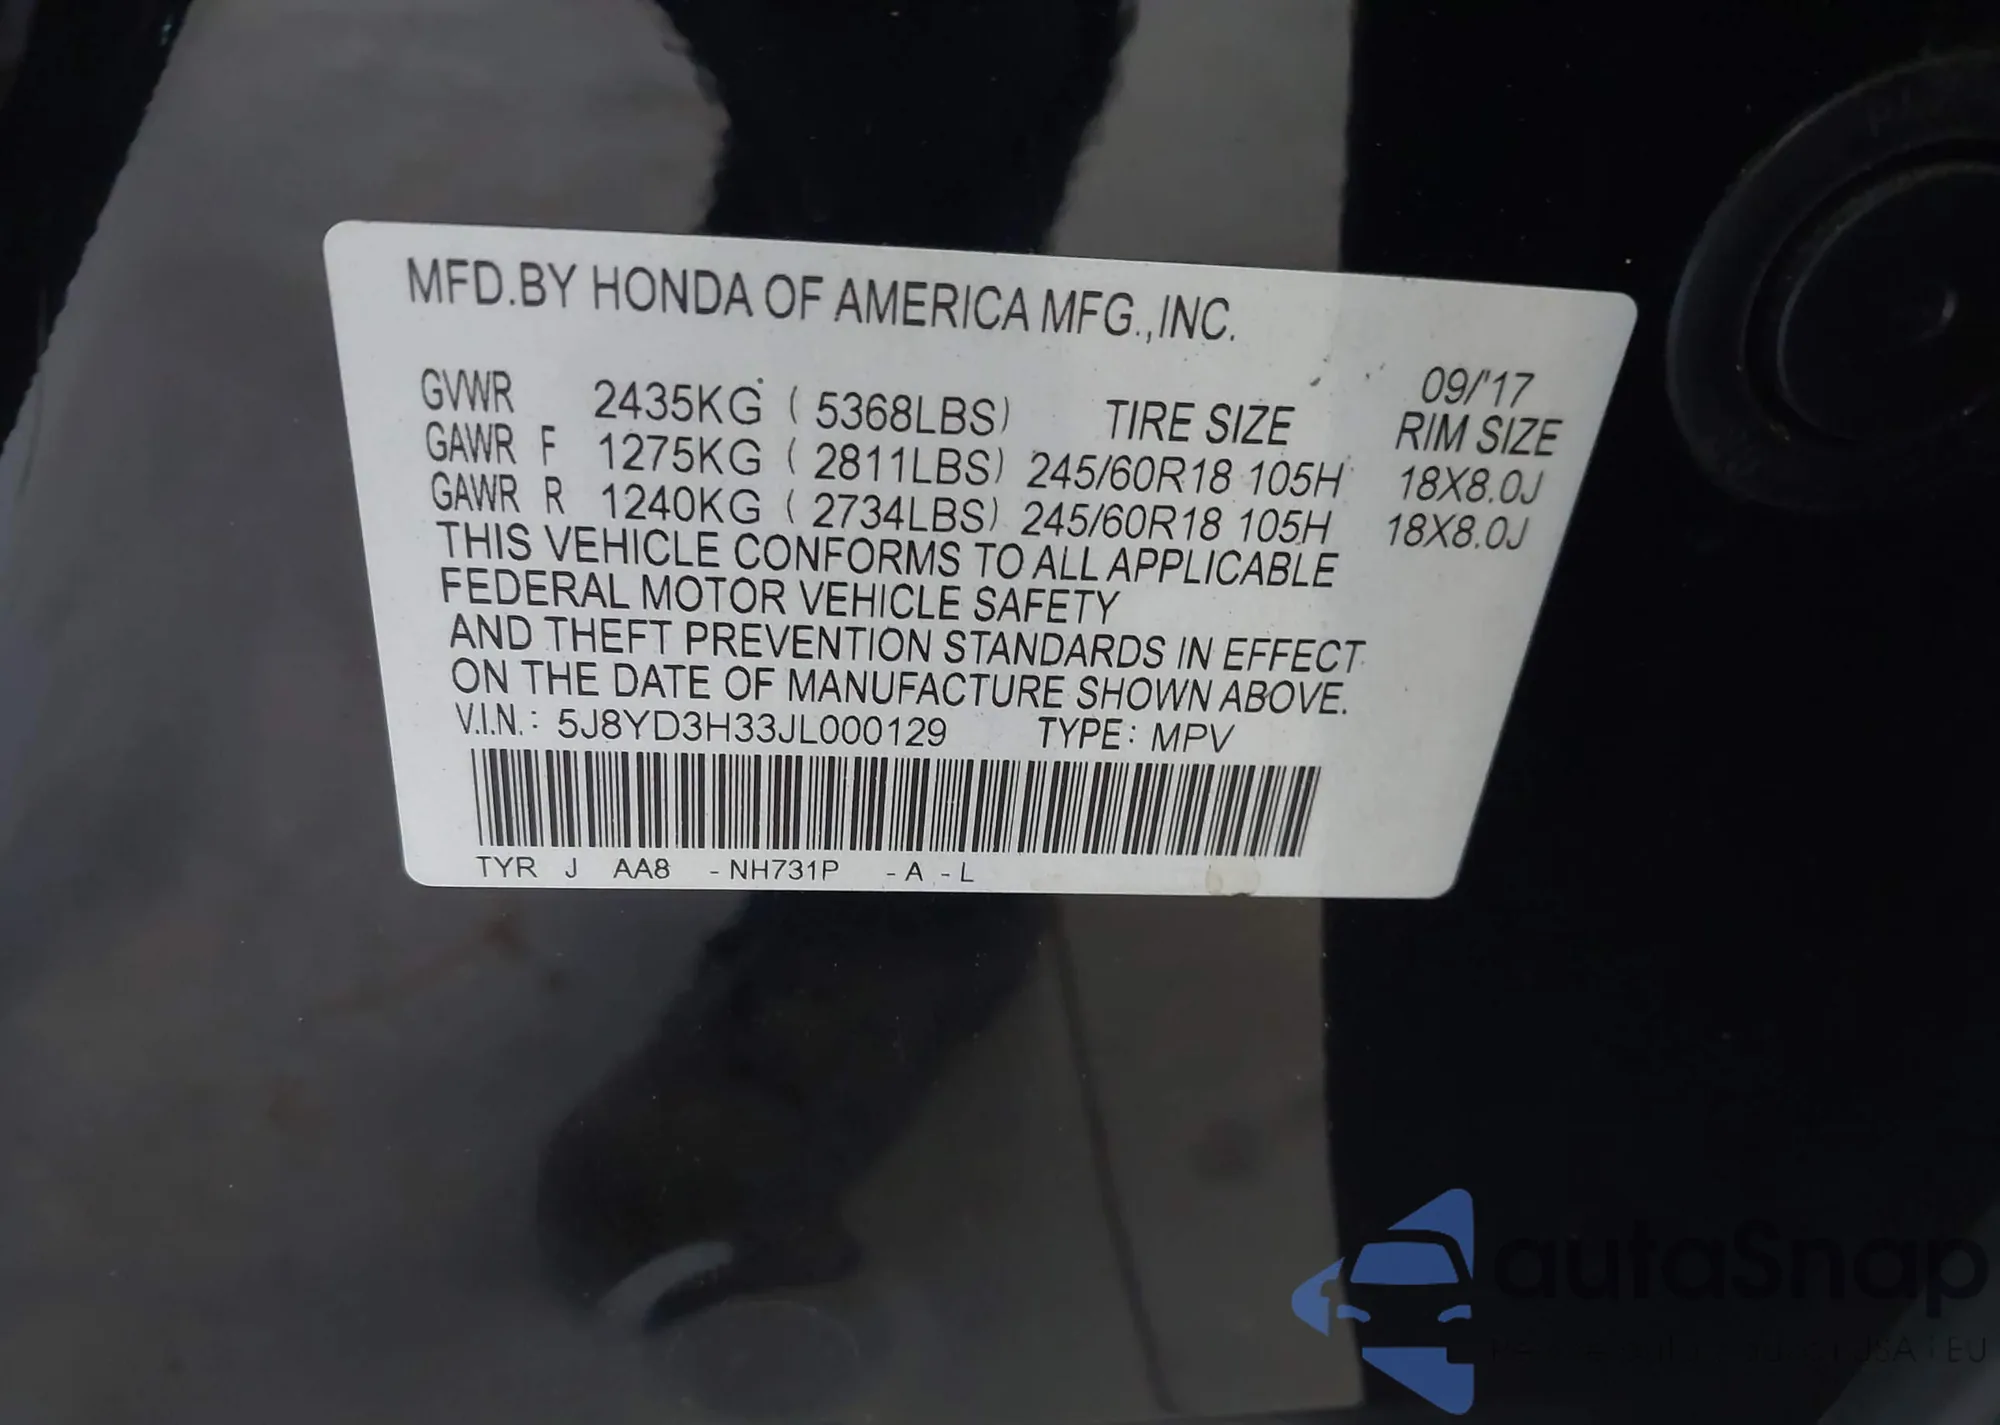 MFD.BY HONDA OF AMERICA MFG.,INC.
09/'17
GVWR 2435KG ( 5368LBS) TIRE SIZE RIM SIZE
GAWR F 1275KG ( 2811LBS) 245/60R18 105H 18X8.0J
GAWR R 1240KG ( 2734LBS) 245/60R18 105H 18X8.0J
THIS VEHICLE CONFORMS TO ALL APPLICABLE
FEDERAL MOTOR VEHICLE SAFETY
AND THEFT PREVENTION STANDARDS IN EFFECT
ON THE DATE OF MANUFACTURE SHOWN ABOVE.
V.I.N.: 5J8YD3H33JL000129 TYPE: MPV
TYR J AA8 -NH731P -A -L
autoSnap
EU